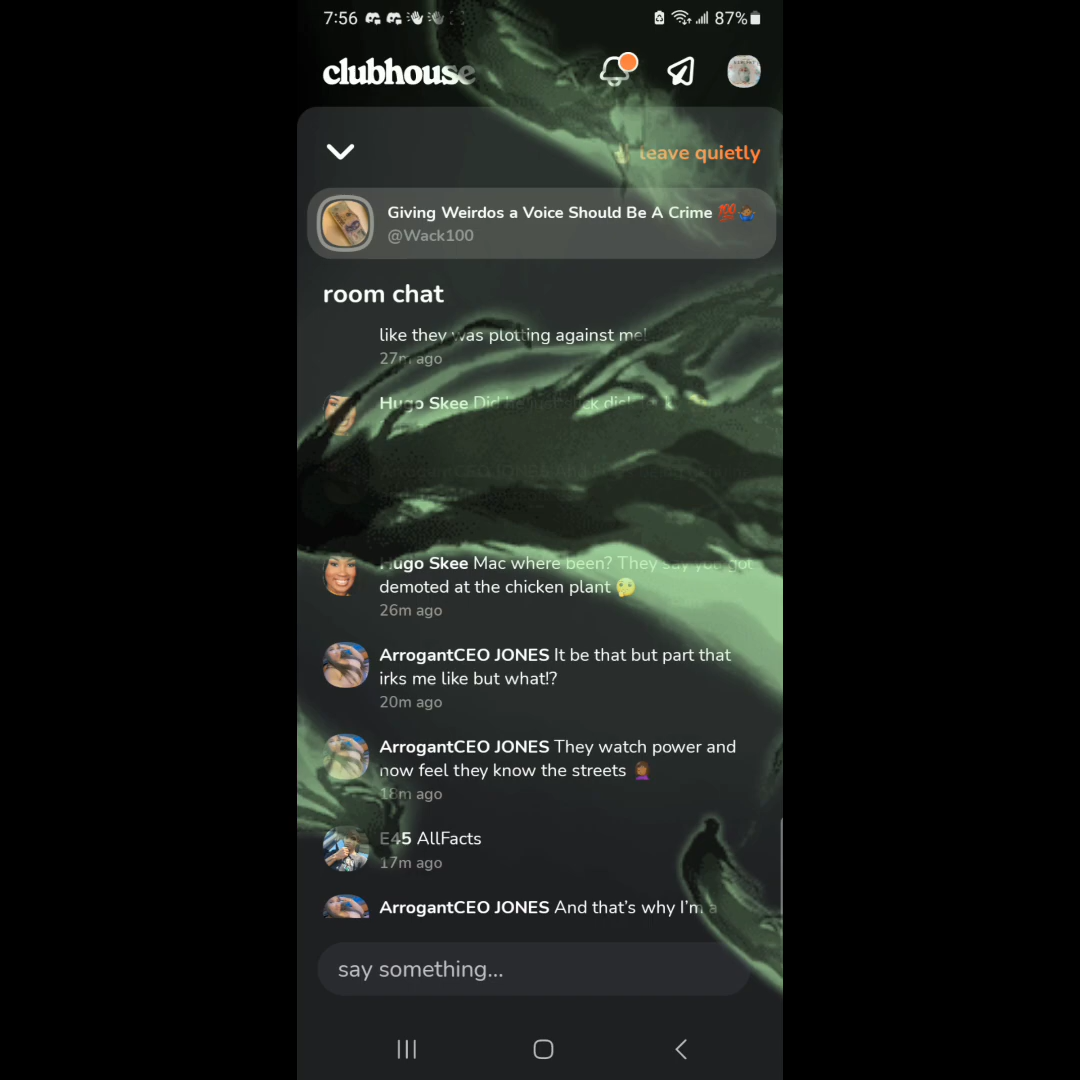 7:56
87%
clubhouse
leave quietly
Giving Weirdos a Voice Should Be A Crime 💯
@Wack100
room chat
like they was plotting against me!
27m ago
Hugo Skee Did
Hugo Skee Mac where been? They say you got
demoted at the chicken plant 🤔
26m ago
ArrogantCEO JONES It be that but part that
irks me like but what!?
20m ago
ArrogantCEO JONES They watch power and
now feel they know the streets
18m ago
E45 AllFacts
17m ago
ArrogantCEO JONES And that's why I'm a
say something...